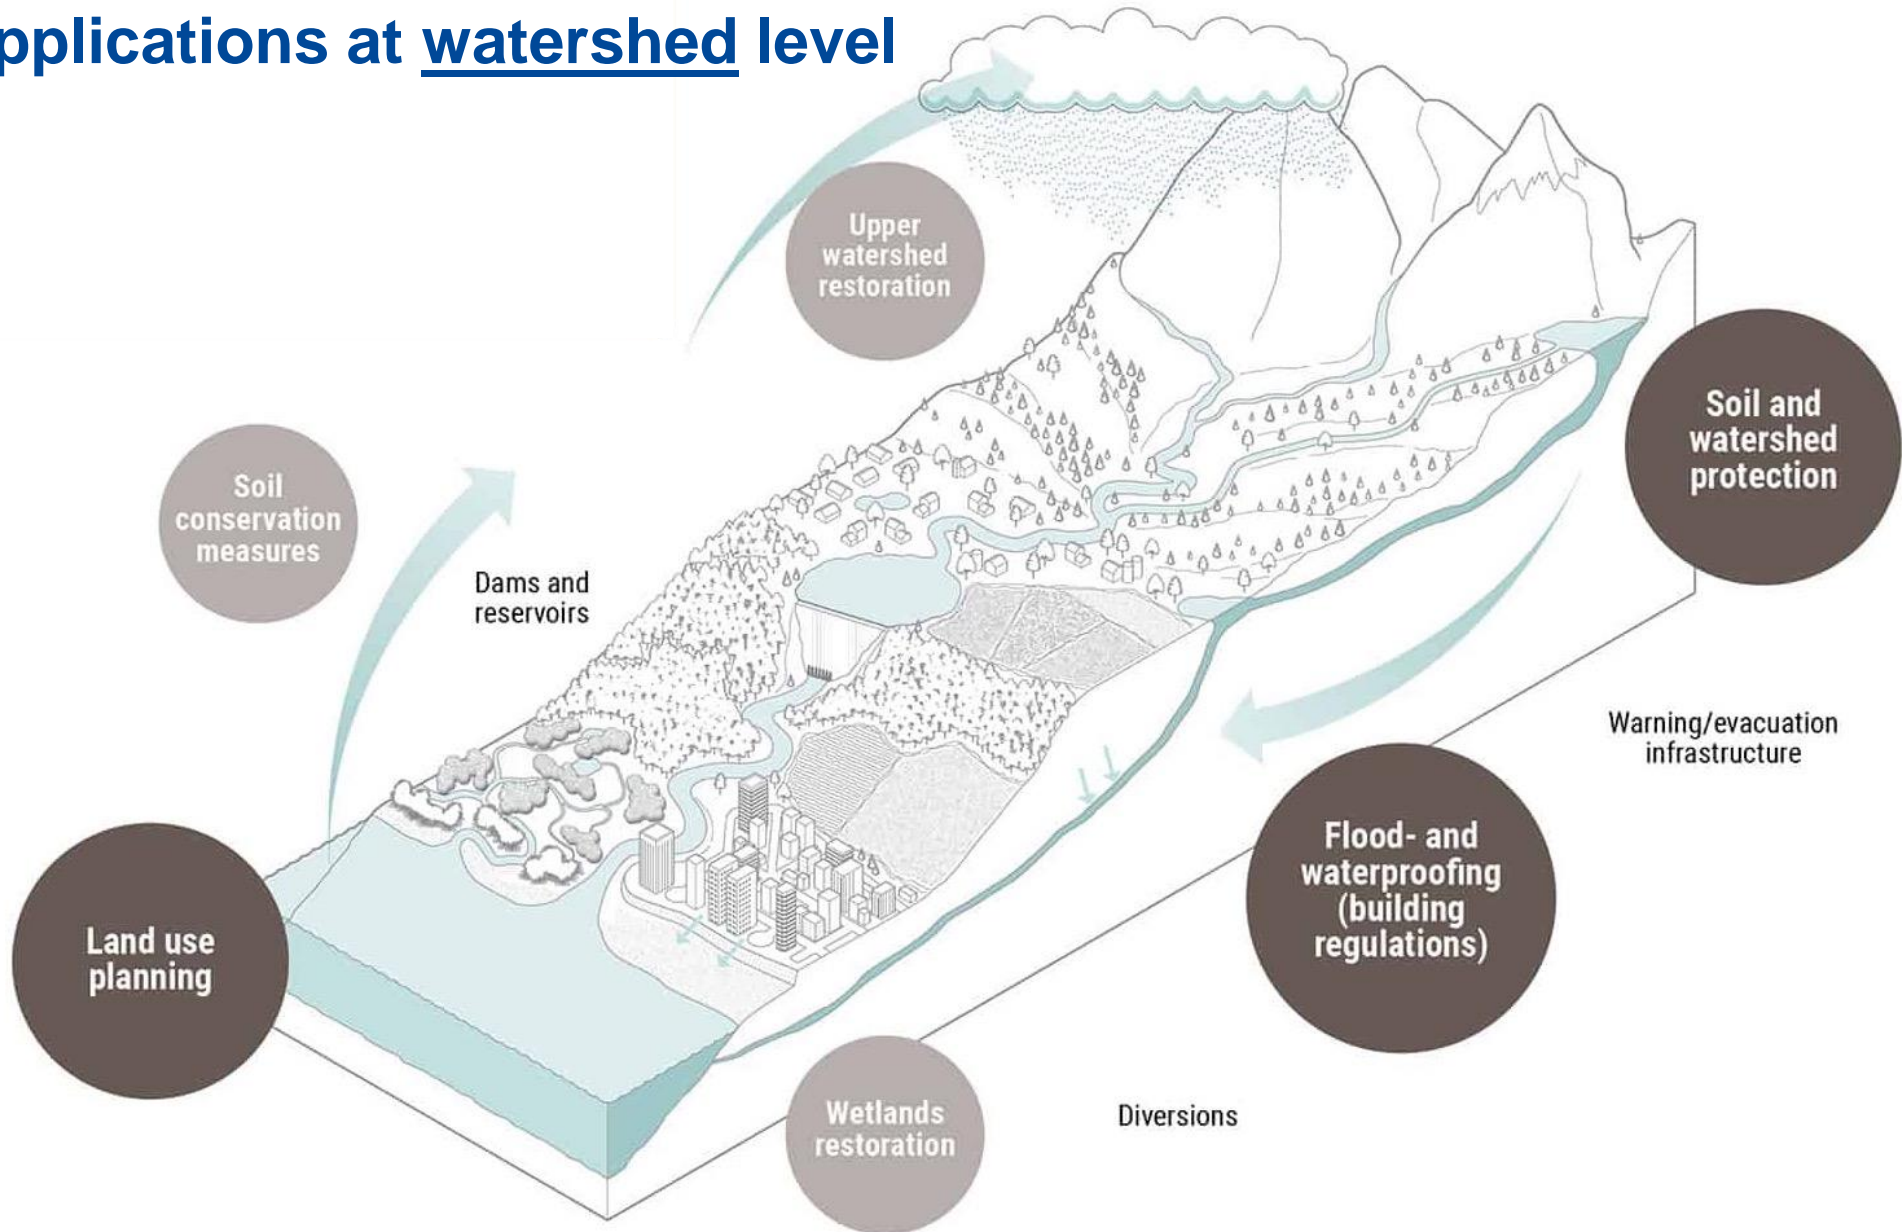 pplications at watershed level
Upper
watershed
restoration
Soil and
watershed
protection
Soil
conservation
measures
Dams and
reservoirs
Warning/evacuation
infrastructure
Flood- and
waterproofing
(building
regulations)
Land use
planning
Wetlands
restoration
Diversions